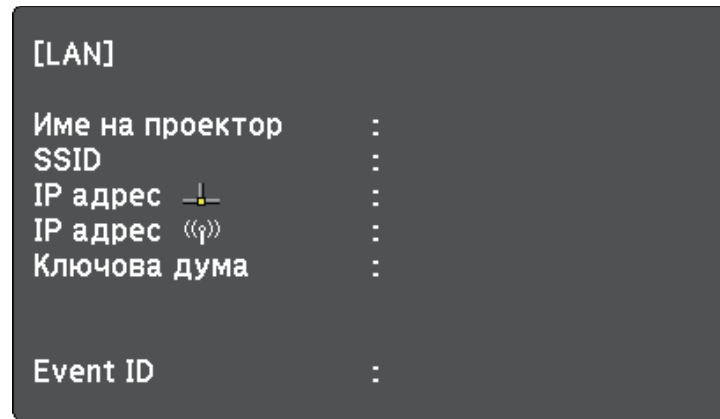 [LAN]
Име на проектор :
SSID :
IP адрес :
IP адрес :
Ключова дума :
Event ID :